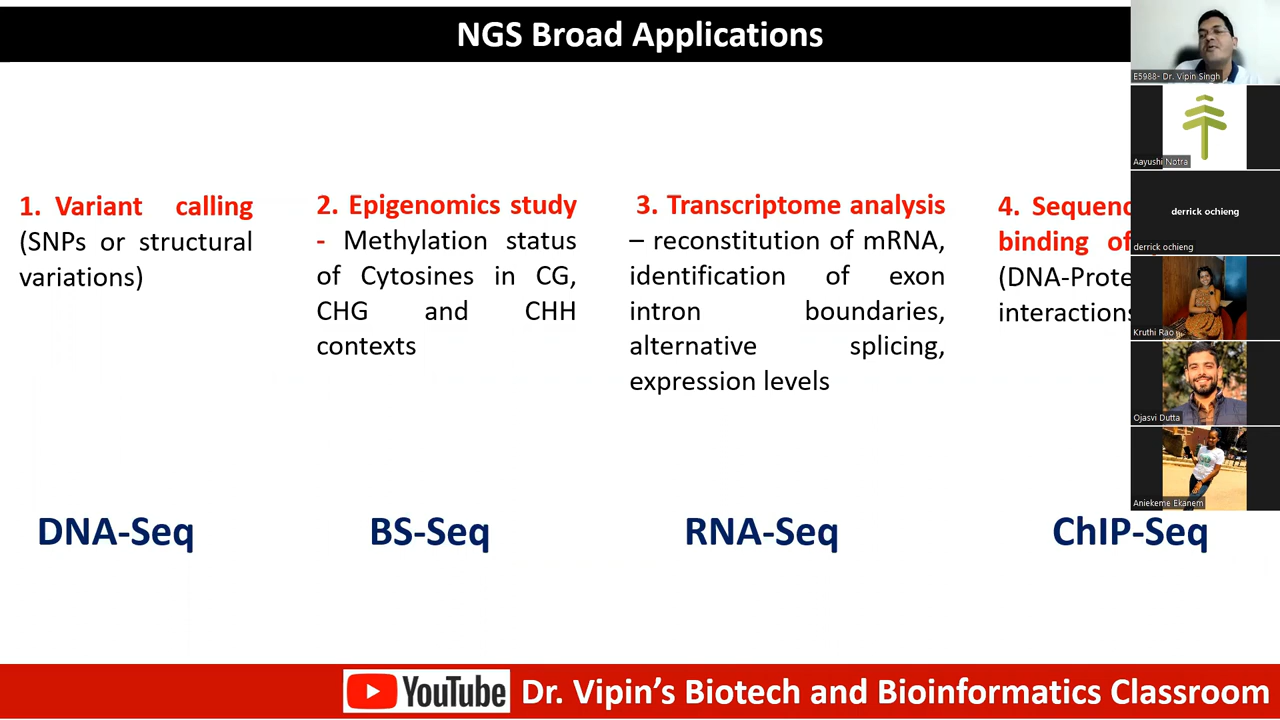 NGS Broad Applications
1. Variant calling
(SNPs or structural
variations)
2. Epigenomics study
- Methylation status
of Cytosines in CG,
CHG and CHH
contexts
3. Transcriptome analysis
– reconstitution of mRNA,
identification of exon
intron boundaries,
alternative splicing,
expression levels
4.
binding of
interactions
DNA-Seq
BS-Seq
RNA-Seq
ChIP-Seq
YouTube Dr. Vipin’s Biotech and Bioinformatics Classroom
E5988- Dr. Vipin Singh
Aayushi Notra
derrick ochieng
derrick ochieng
Kruthi Rao
Ojasvi Dutta
Aniekeme Ekanem